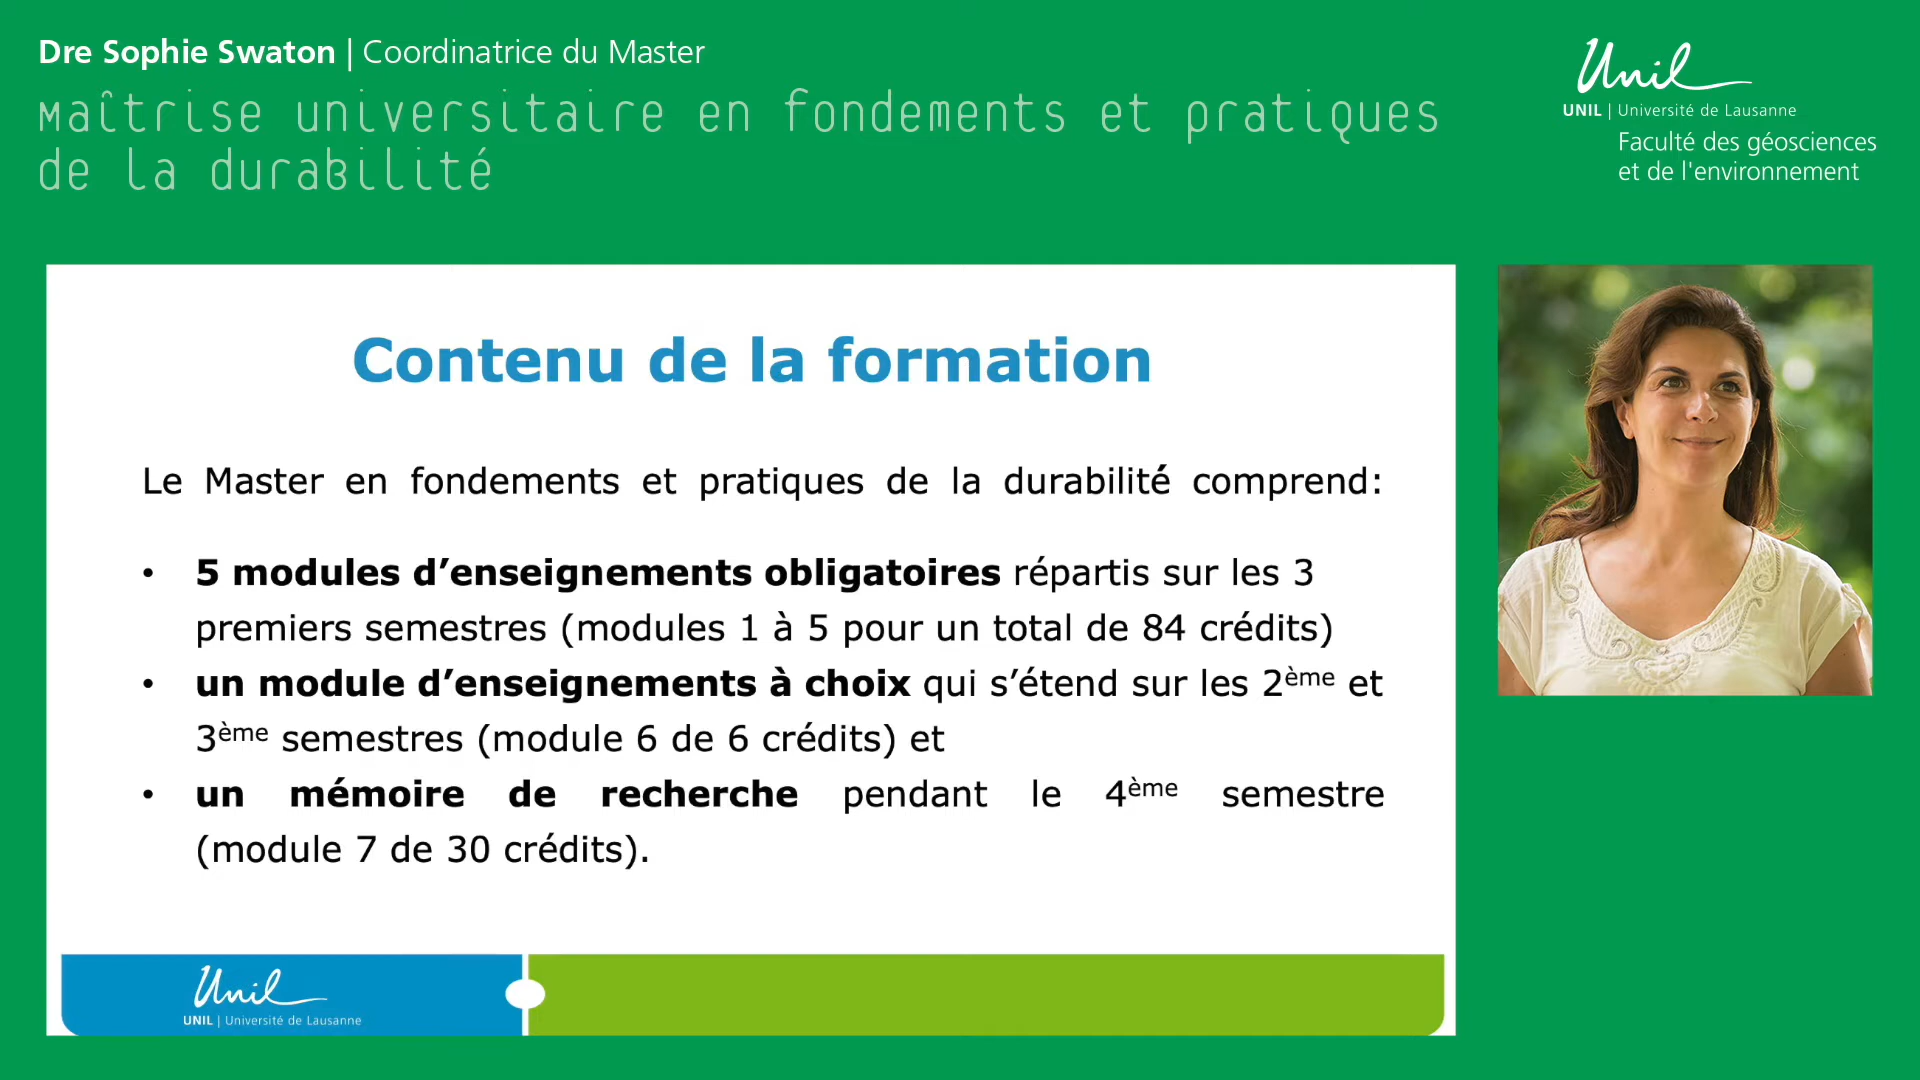 Dre Sophie Swaton | Coordinatrice du Master
Maîtrise universitaire en fondements et pratiques
de la durabilité
Unil
UNIL | Université de Lausanne
Faculté des géosciences
et de l'environnement
Contenu de la formation
Le Master en fondements et pratiques de la durabilité comprend:
• 5 modules d’enseignements obligatoires répartis sur les 3
premiers semestres (modules 1 à 5 pour un total de 84 crédits)
• un module d’enseignements à choix qui s’étend sur les 2ème et
3ème semestres (module 6 de 6 crédits) et
• un mémoire de recherche pendant le 4ème semestre
(module 7 de 30 crédits).
Unil
UNIL | Université de Lausanne